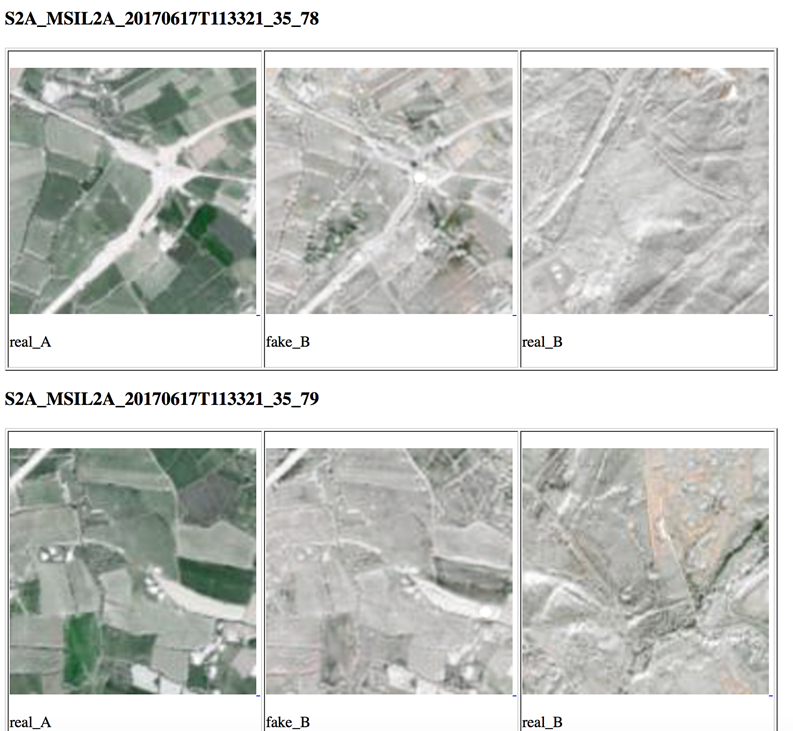 S2A_MSIL2A_20170617T113321_35_78
real_A fake_B real_B
S2A_MSIL2A_20170617T113321_35_79
real_A fake_B real_B